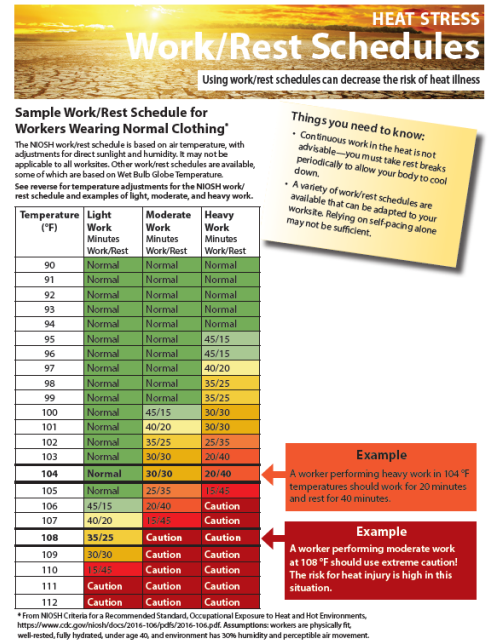 HEAT STRESS
Work/Rest Schedules
Using work/rest schedules can decrease the risk of heat illness
Sample Work/Rest Schedule for
Workers Wearing Normal Clothing*
The NIOSH work/rest schedule is based on air temperature, with
adjustments for direct sunlight and humidity. It may not be
applicable to all worksites. Other work/rest schedules are available,
some of which are based on Wet Bulb Globe Temperature.
See reverse for temperature adjustments for the NIOSH work/
rest schedule and examples of light, moderate, and heavy work.
Things you need to know:
• Continuous work in the heat is not
advisable—you must take rest breaks
periodically to allow your body to cool
down.
• A variety of work/rest schedules are
available that can be adapted to your
worksite. Relying on self-pacing alone
may not be sufficient.
Temperature Light Moderate Heavy
(°F) Work Work Work
Minutes Minutes Minutes
Work/Rest Work/Rest Work/Rest
90 Normal Normal Normal
91 Normal Normal Normal
92 Normal Normal Normal
93 Normal Normal Normal
94 Normal Normal Normal
95 Normal Normal 45/15
96 Normal Normal 45/15
97 Normal Normal 40/20
98 Normal Normal 35/25
99 Normal Normal 35/25
100 Normal 45/15 30/30
101 Normal 40/20 30/30
102 Normal 35/25 25/35
103 Normal 30/30 20/40
104 Normal 30/30 20/40
105 Normal 25/35 15/45
106 45/15 20/40 Caution
107 40/20 15/45 Caution
108 35/25 Caution Caution
109 30/30 Caution Caution
110 15/45 Caution Caution
111 Caution Caution Caution
112 Caution Caution Caution
Example
A worker performing heavy work in 104 °F
temperatures should work for 20 minutes
and rest for 40 minutes.
Example
A worker performing moderate work
at 108 °F should use extreme caution!
The risk for heat injury is high in this
situation.
* From NIOSH Criteria for a Recommended Standard, Occupational Exposure to Heat and Hot Environments,
https://www.cdc.gov/niosh/docs/2016-106/pdfs/2016-106.pdf. Assumptions: workers are physically fit,
well-rested, fully hydrated, under age 40, and environment has 30% humidity and perceptible air movement.